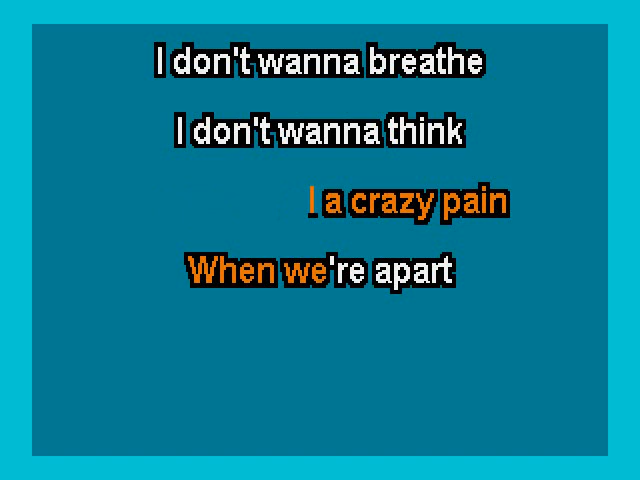 I don't wanna breathe
I don't wanna think
a crazy pain
When we're apart